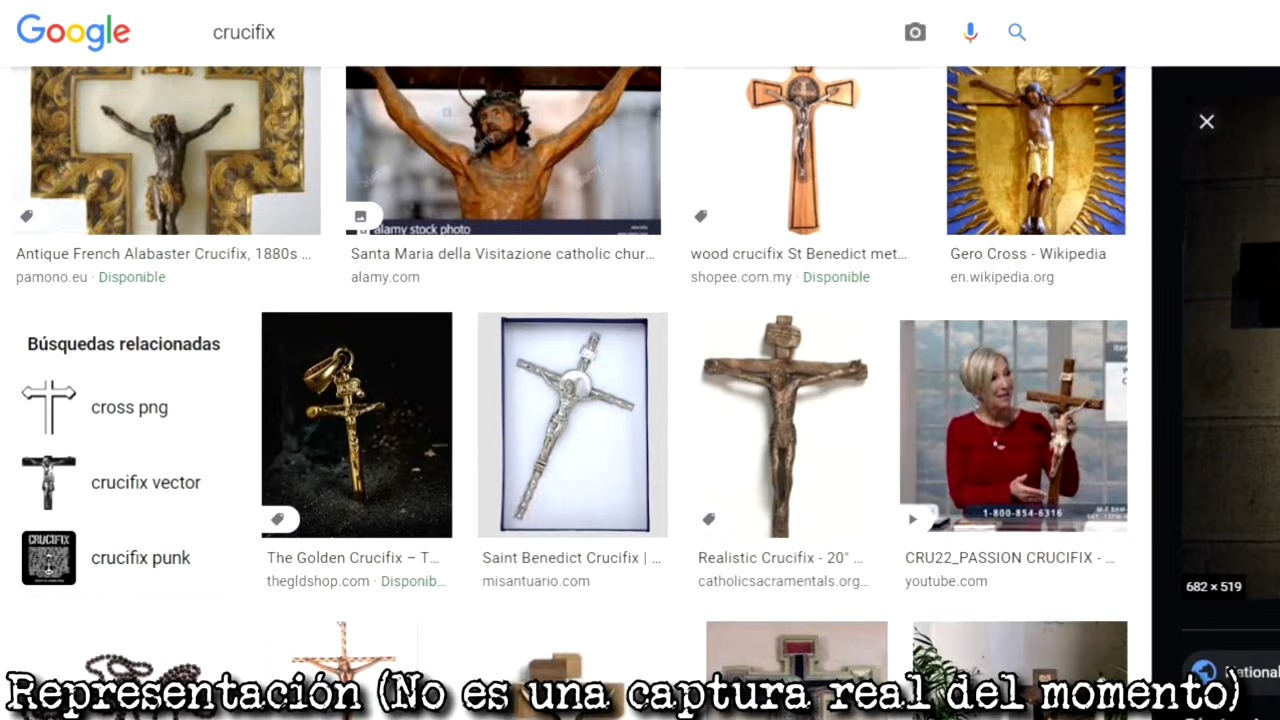 Google
crucifix
alamy stock photo
Antique French Alabaster Crucifix, 1880s ...
pamono.eu · Disponible
Santa Maria della Visitazione catholic chur...
alamy.com
wood crucifix St Benedict met...
shopee.com.my · Disponible
Gero Cross - Wikipedia
en.wikipedia.org
Búsquedas relacionadas
cross png
crucifix vector
CRUCIFIX
crucifix punk
1-800-854-6316
The Golden Crucifix – T...
thegldshop.com · Disponib...
Saint Benedict Crucifix | ...
misantuario.com
Realistic Crucifix - 20" ...
catholicsacramentals.org...
CRU22_PASSION CRUCIFIX - ...
youtube.com
682 × 519
National
Representación (No es una captura real del momento)